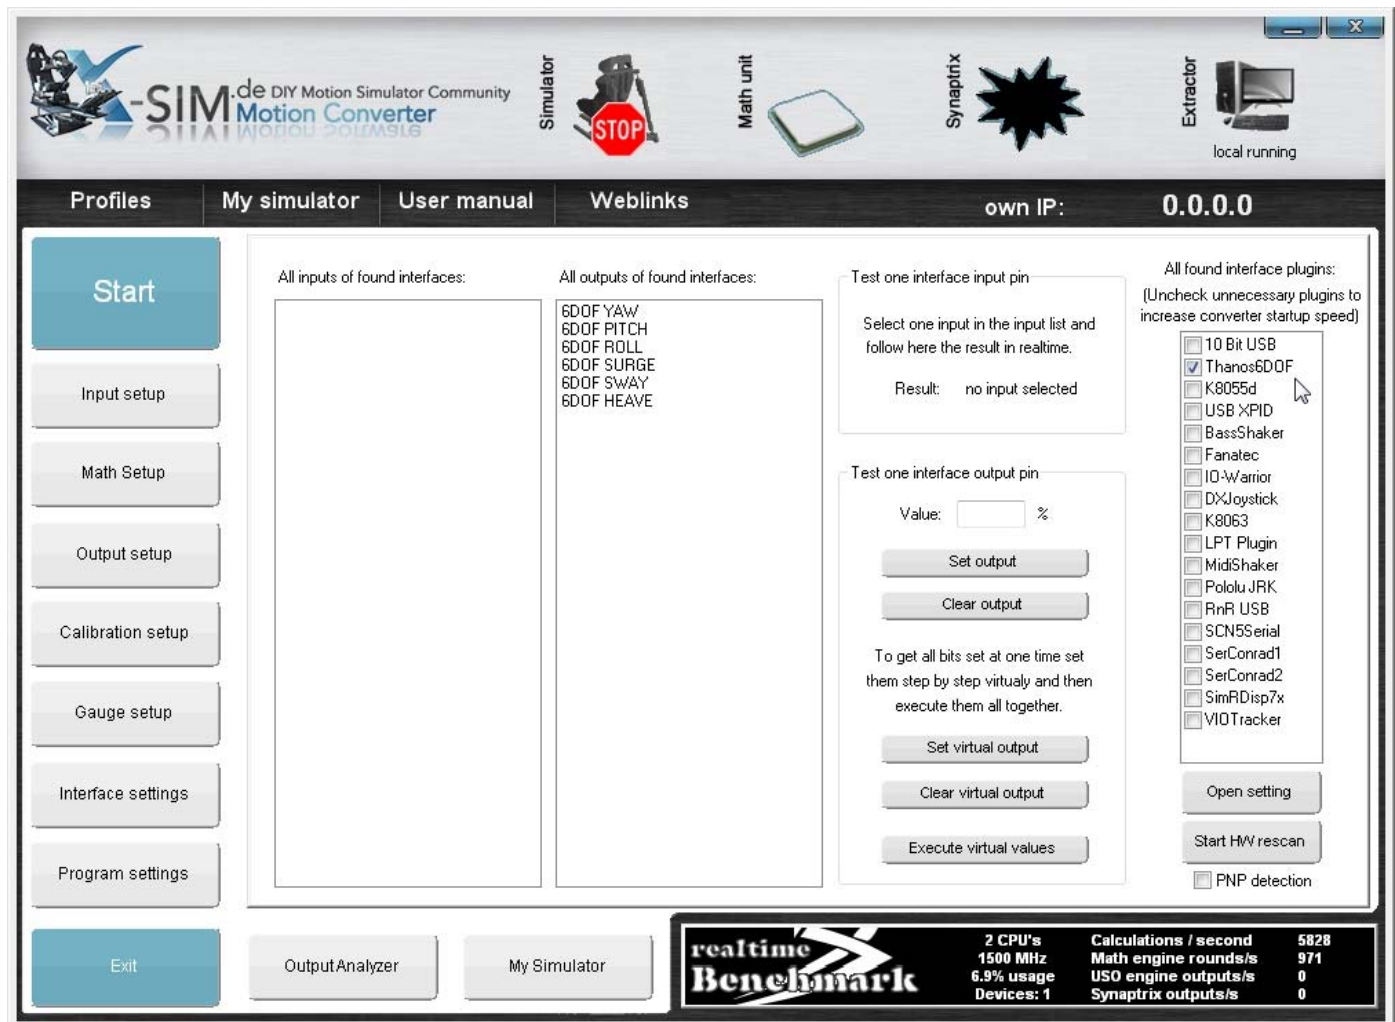 X-SIM.de DIY Motion Simulator Community
Motion Converter
Simulator
STOP
Math unit
Synaptrix
Extractor
local running
Profiles
My simulator
User manual
Weblinks
own IP:
0.0.0.0
Start
Input setup
Math Setup
Output setup
Calibration setup
Gauge setup
Interface settings
Program settings
Exit
All inputs of found interfaces:
All outputs of found interfaces:
6DOF YAW
6DOF PITCH
6DOF ROLL
6DOF SURGE
6DOF SWAY
6DOF HEAVE
Test one interface input pin
Select one input in the input list and
follow here the result in realtime.
Result: no input selected
Test one interface output pin
Value: %
Set output
Clear output
To get all bits set at one time set
them step by step virtualy and then
execute them all together.
Set virtual output
Clear virtual output
Execute virtual values
All found interface plugins:
(Uncheck unnecessary plugins to
increase converter startup speed)
10 Bit USB
Thanos6DOF
K8055d
USB XPID
BassShaker
Fanatec
IO-Warrior
DXJoystick
K8063
LPT Plugin
MidiShaker
Pololu JRK
RnR USB
SCN5Serial
SerConrad1
SerConrad2
SimRDisp7x
VIOTracker
Open setting
Start HW rescan
PNP detection
OutputAnalyzer
My Simulator
realtime
Benchmark
2 CPU's
1500 MHz
6.9% usage
Devices: 1
Calculations / second 5828
Math engine rounds/s 971
USO engine outputs/s 0
Synaptrix outputs/s 0